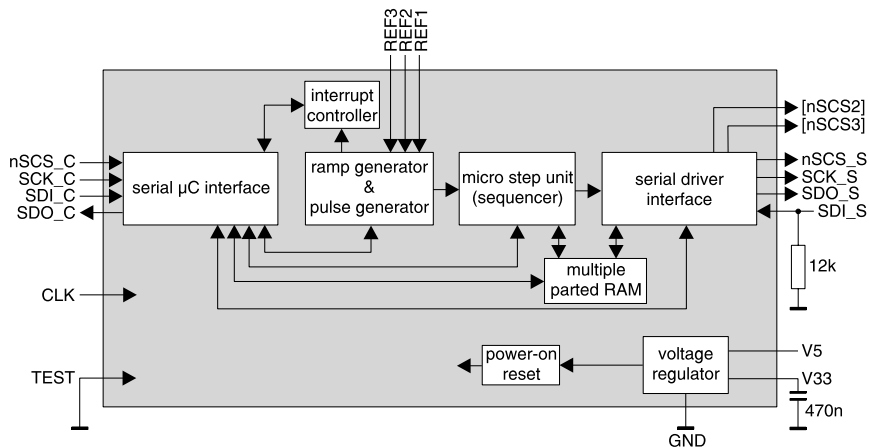 REF3
REF2
REF1
interrupt
controller
[nSCS2]
[nSCS3]
nSCS_C
SCK_C
SDI_C
SDO_C
serial µC interface
ramp generator
&
pulse generator
micro step unit
(sequencer)
serial driver
interface
nSCS_S
SCK_S
SDO_S
SDI_S
multiple
parted RAM
12k
CLK
TEST
power-on
reset
voltage
regulator
V5
V33
470n
GND